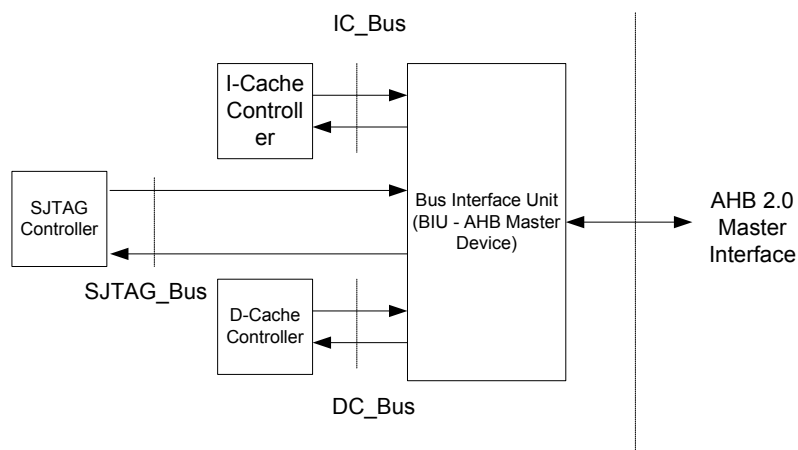 IC_Bus
I-Cache
Controll
er
SJTAG
Controller
Bus Interface Unit
(BIU - AHB Master
Device)
AHB 2.0
Master
Interface
SJTAG_Bus
D-Cache
Controller
DC_Bus